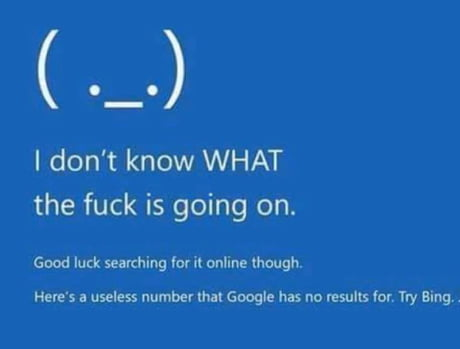 ( ._.)
I don't know WHAT
the fuck is going on.
Good luck searching for it online though.
Here's a useless number that Google has no results for. Try Bing. .